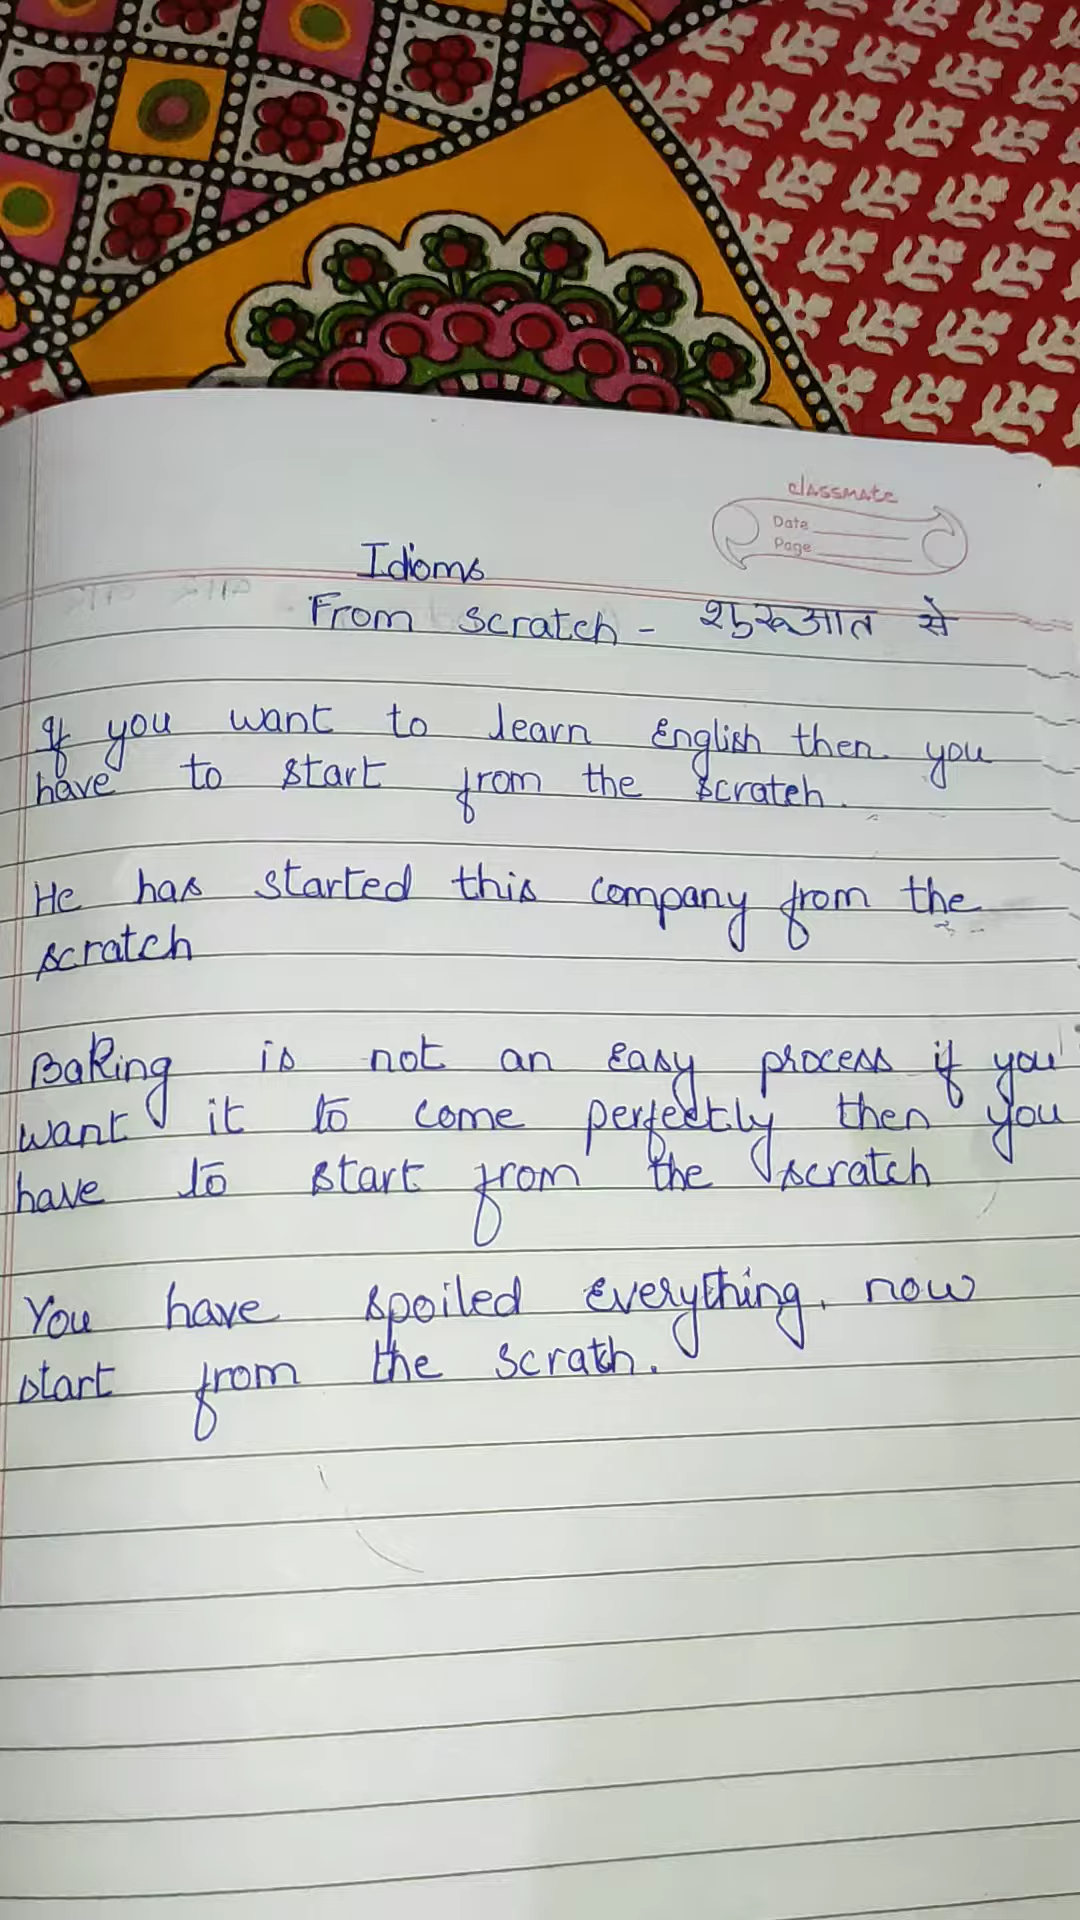 classmate
Date
Page
Idioms
From scratch - शुरूआत से
If you want to learn English then you
have to start from the scratch.
He has started this company from the
scratch
Baking is not an easy process if you
want it to come perfectly then you
have to start from the scratch
You have spoiled everything, now
start from the scrath.